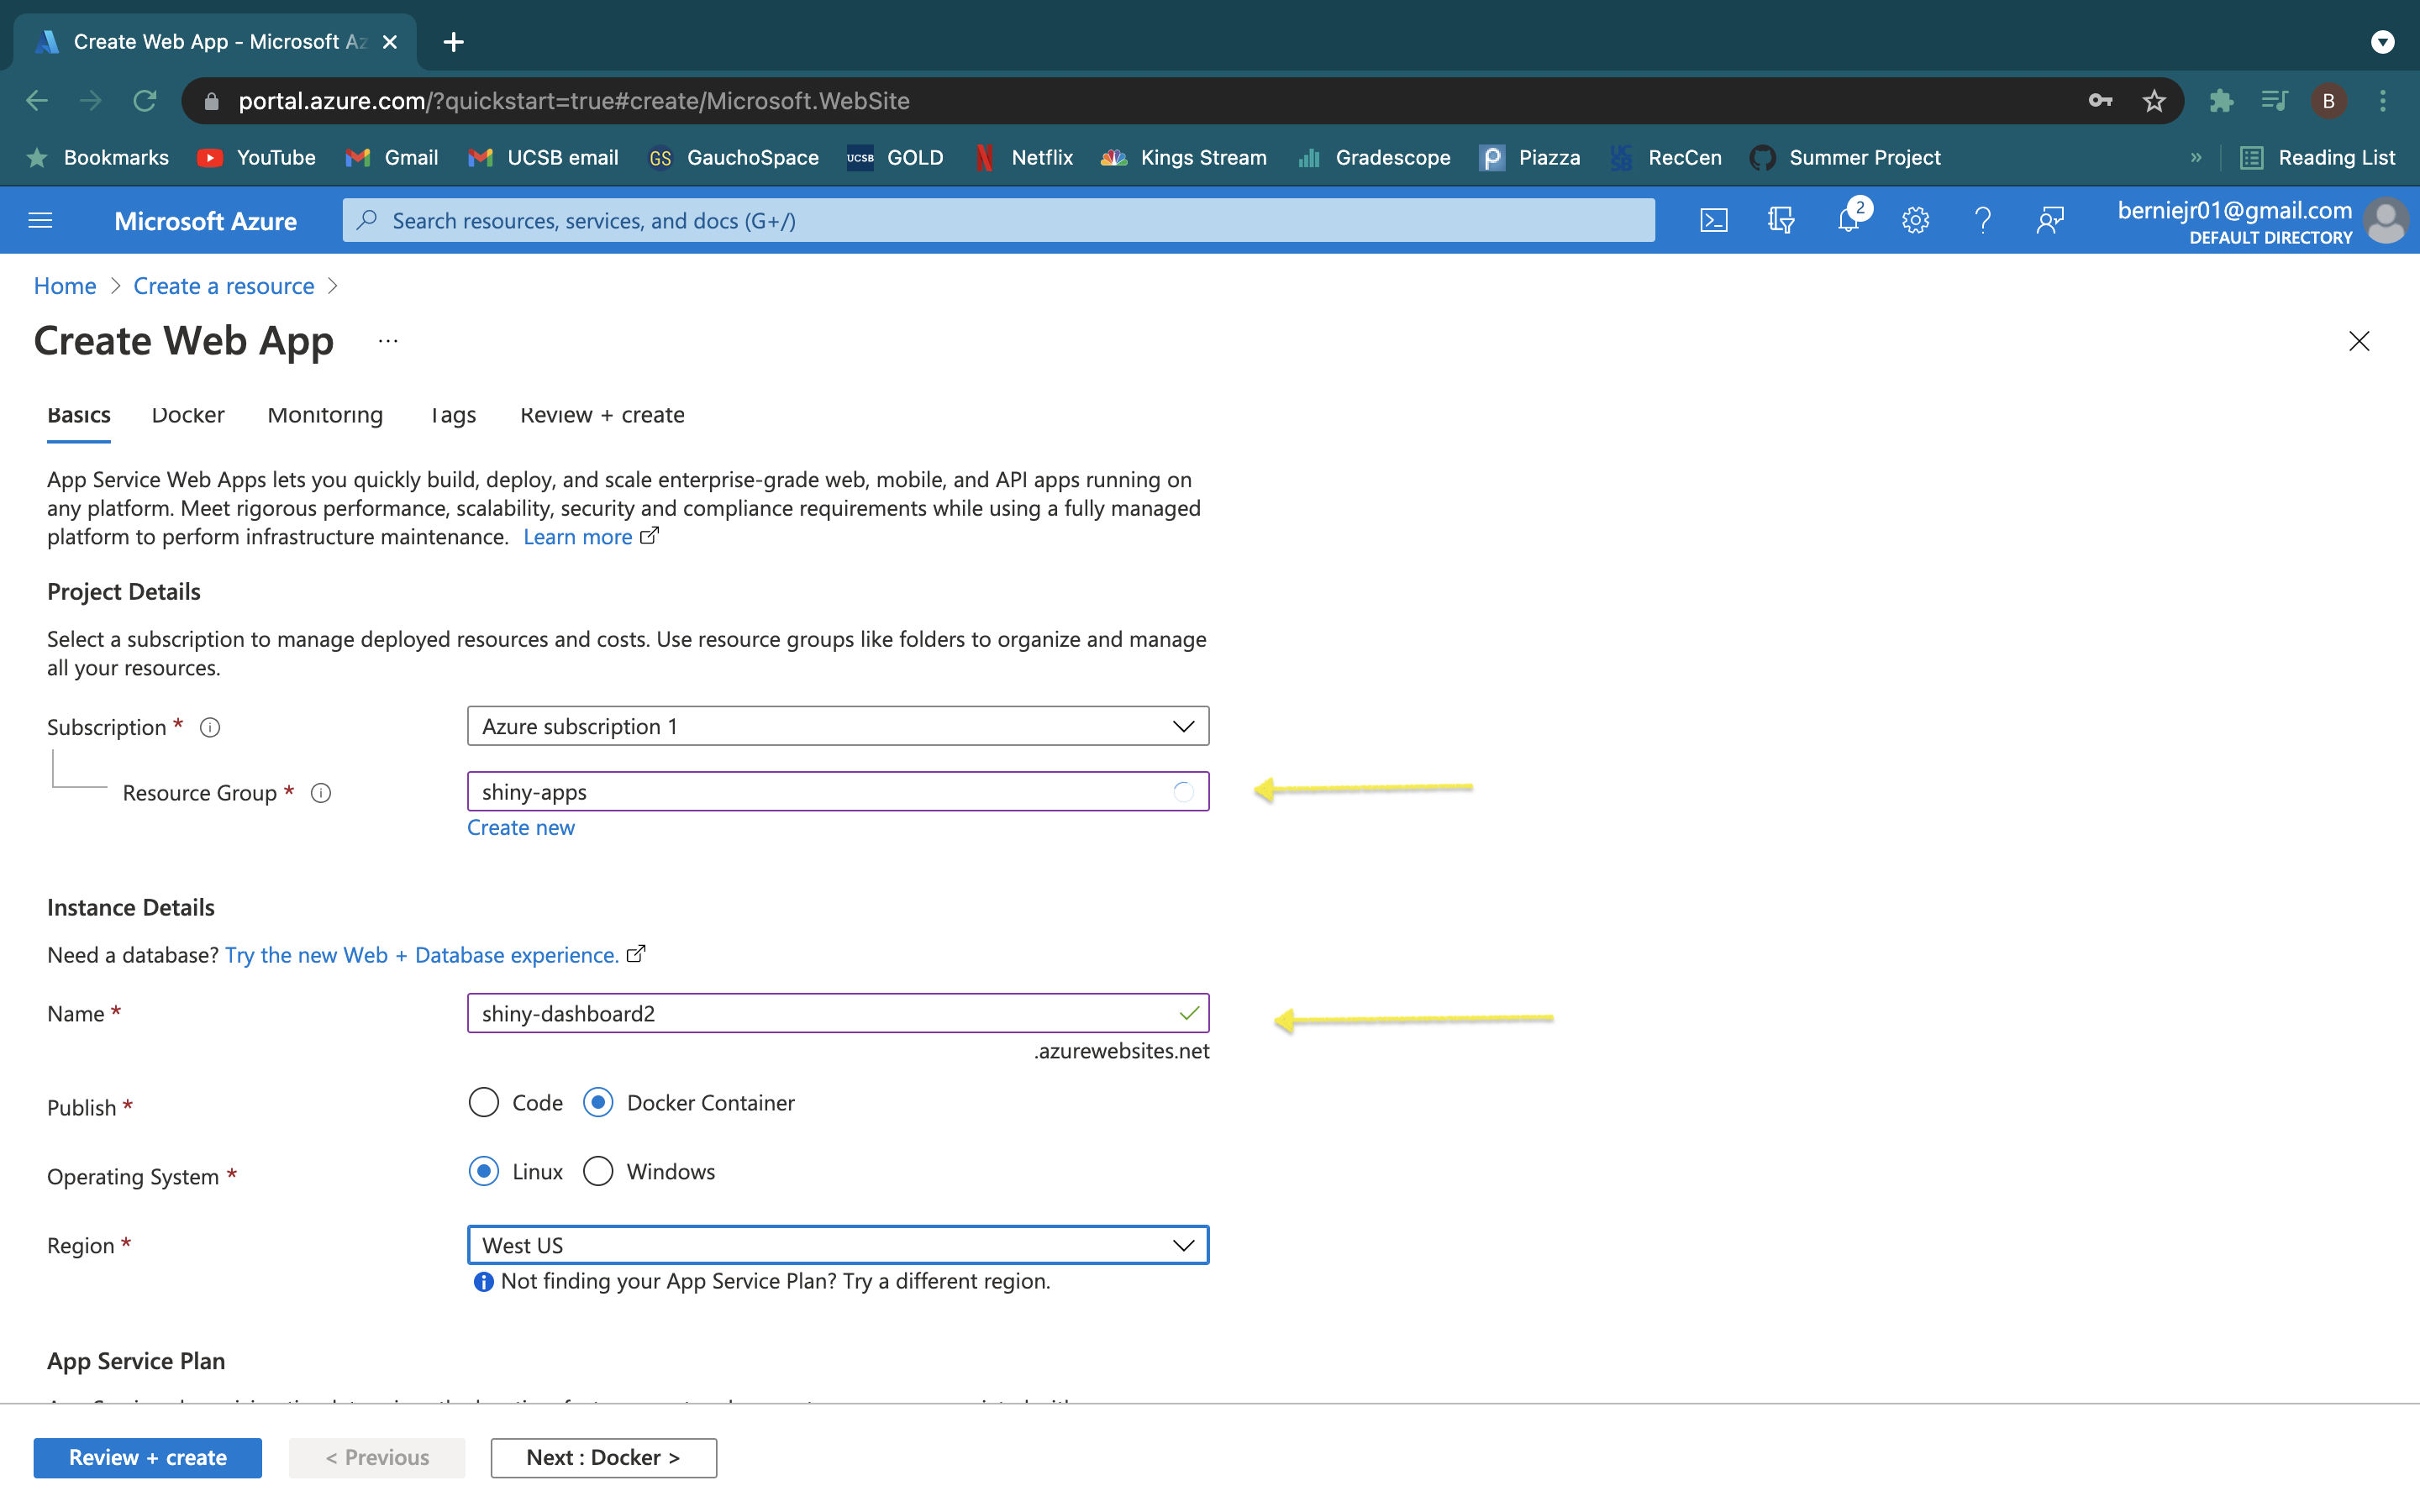 Create Web App - Microsoft Az
portal.azure.com/?quickstart=true#create/Microsoft.WebSite
B
Bookmarks
YouTube
Gmail
UCSB email
GS GauchoSpace
UCSB GOLD
Netflix
Kings Stream
Gradescope
Piazza
UCSB RecCen
Summer Project
»
Reading List
Microsoft Azure
Search resources, services, and docs (G+/)
2
berniejr01@gmail.com
DEFAULT DIRECTORY
Home > Create a resource >
Create Web App ...
Basics
Docker
Monitoring
Tags
Review + create
App Service Web Apps lets you quickly build, deploy, and scale enterprise-grade web, mobile, and API apps running on
any platform. Meet rigorous performance, scalability, security and compliance requirements while using a fully managed
platform to perform infrastructure maintenance. Learn more
Project Details
Select a subscription to manage deployed resources and costs. Use resource groups like folders to organize and manage
all your resources.
Subscription *
Azure subscription 1
Resource Group *
shiny-apps
Create new
Instance Details
Need a database? Try the new Web + Database experience.
Name *
shiny-dashboard2
.azurewebsites.net
Publish *
Code
Docker Container
Operating System *
Linux
Windows
Region *
West US
Not finding your App Service Plan? Try a different region.
App Service Plan
Review + create
< Previous
Next : Docker >